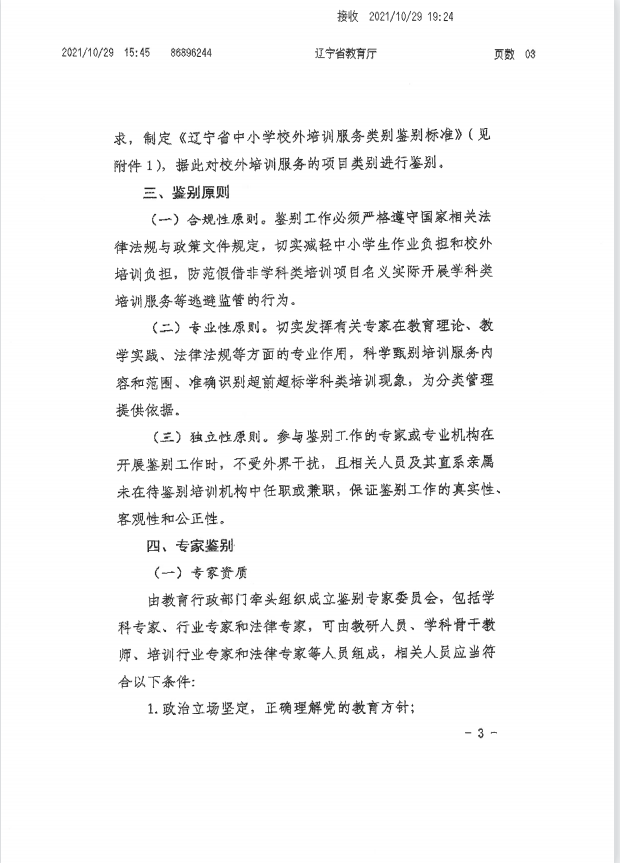 接收 2021/10/29 19:24
2021/10/29 15:45 86896244 辽宁省教育厅 页数 03
求，制定《辽宁省中小学校外培训服务类别鉴别标准》（见
附件1），据此对校外培训服务的项目类别进行鉴别。
三、鉴别原则
（一）合规性原则。鉴别工作必须严格遵守国家相关法
律法规与政策文件规定，切实减轻中小学生作业负担和校外
培训负担，防范假借非学科类培训项目名义实际开展学科类
培训服务等逃避监管的行为。
（二）专业性原则。切实发挥有关专家在教育理论、教
学实践、法律法规等方面的专业作用，科学甄别培训服务内
容和范围、准确识别超前超标学科类培训现象，为分类管理
提供依据。
（三）独立性原则。参与鉴别工作的专家或专业机构在
开展鉴别工作时，不受外界干扰，且相关人员及其直系亲属
未在待鉴别培训机构中任职或兼职，保证鉴别工作的真实性、
客观性和公正性。
四、专家鉴别
（一）专家资质
由教育行政部门牵头组织成立鉴别专家委员会，包括学
科专家、行业专家和法律专家，可由教研人员、学科骨干教
师、培训行业专家和法律专家等人员组成，相关人员应当符
合以下条件：
1.政治立场坚定，正确理解党的教育方针；
- 3 -